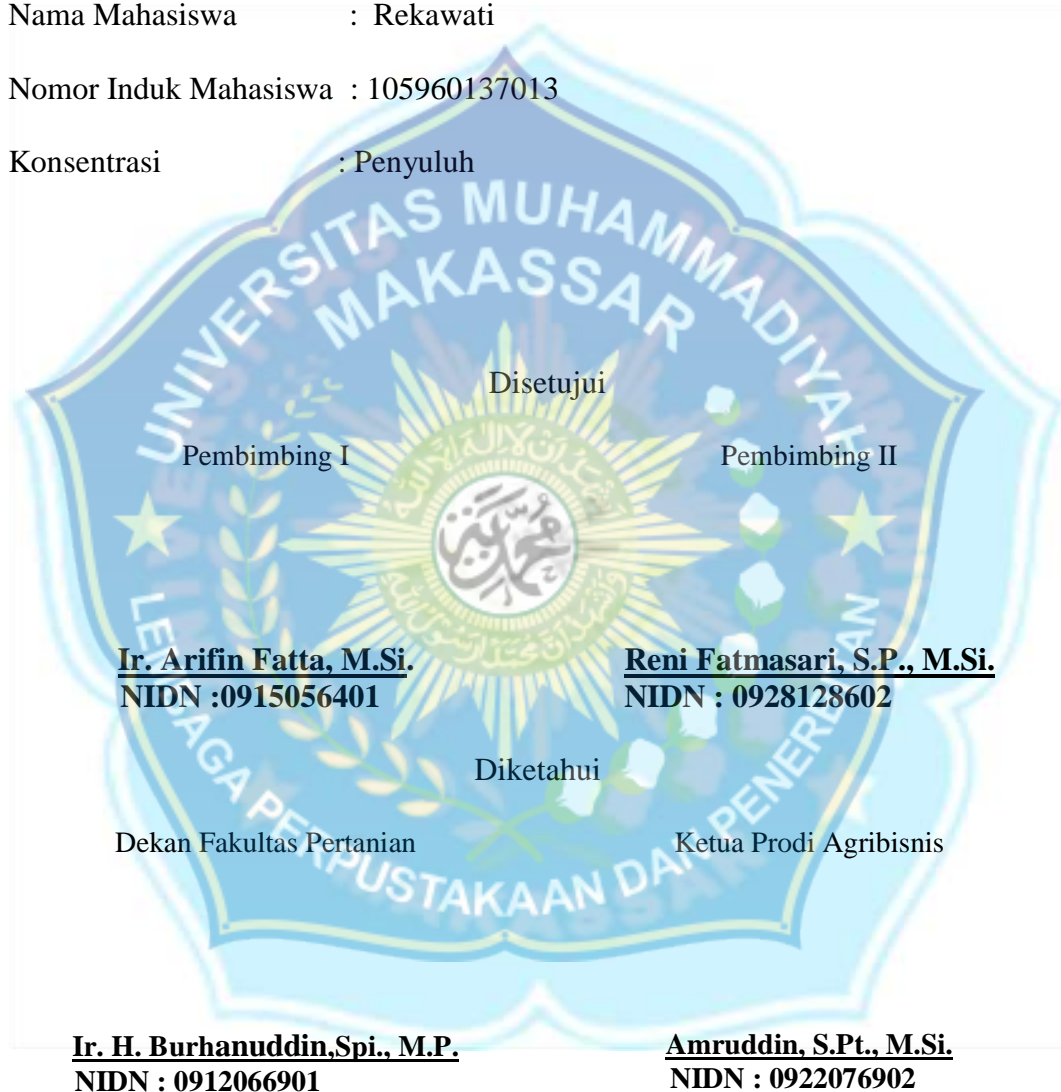 Nama Mahasiswa : Rekawati
Nomor Induk Mahasiswa : 105960137013
Konsentrasi : Penyuluh
UNIVERSITAS MUHAMMADIYAH
MAKASSAR
Disetujui
Pembimbing I Pembimbing II
محمدية
Ir. Arifin Fatta, M.Si. Reni Fatmasari, S.P., M.Si.
NIDN :0915056401 NIDN : 0928128602
Diketahui
Dekan Fakultas Pertanian Ketua Prodi Agribisnis
LEMBAGA PERPUSTAKAAN DAN PENERBITAN
Ir. H. Burhanuddin,Spi., M.P. Amruddin, S.Pt., M.Si.
NIDN : 0912066901 NIDN : 0922076902